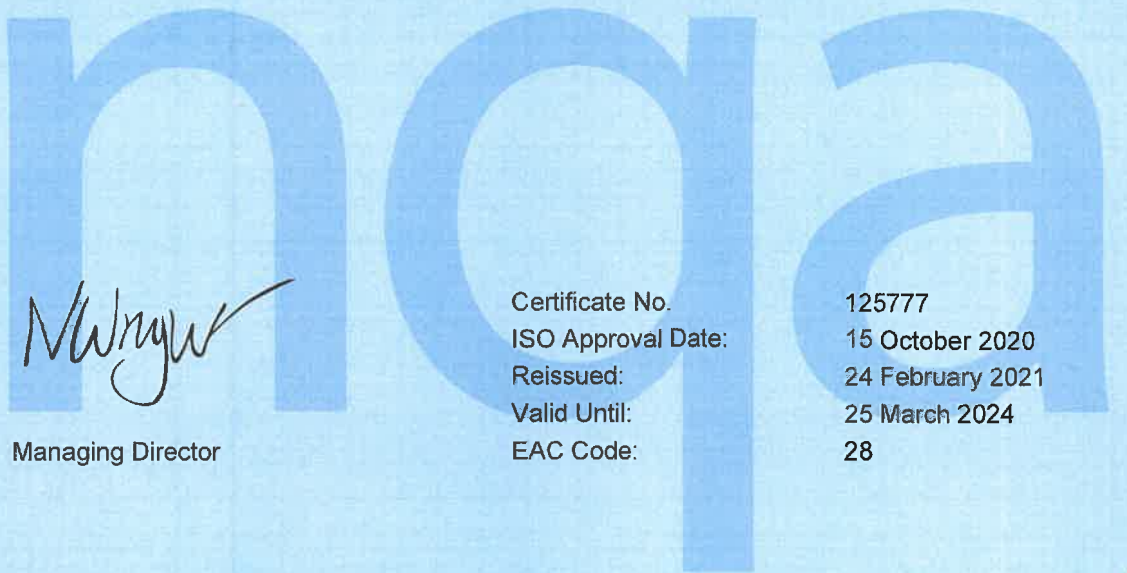 nqa
Certificate No. 125777
ISO Approval Date: 15 October 2020
Reissued: 24 February 2021
Valid Until: 25 March 2024
EAC Code: 28
Managing Director